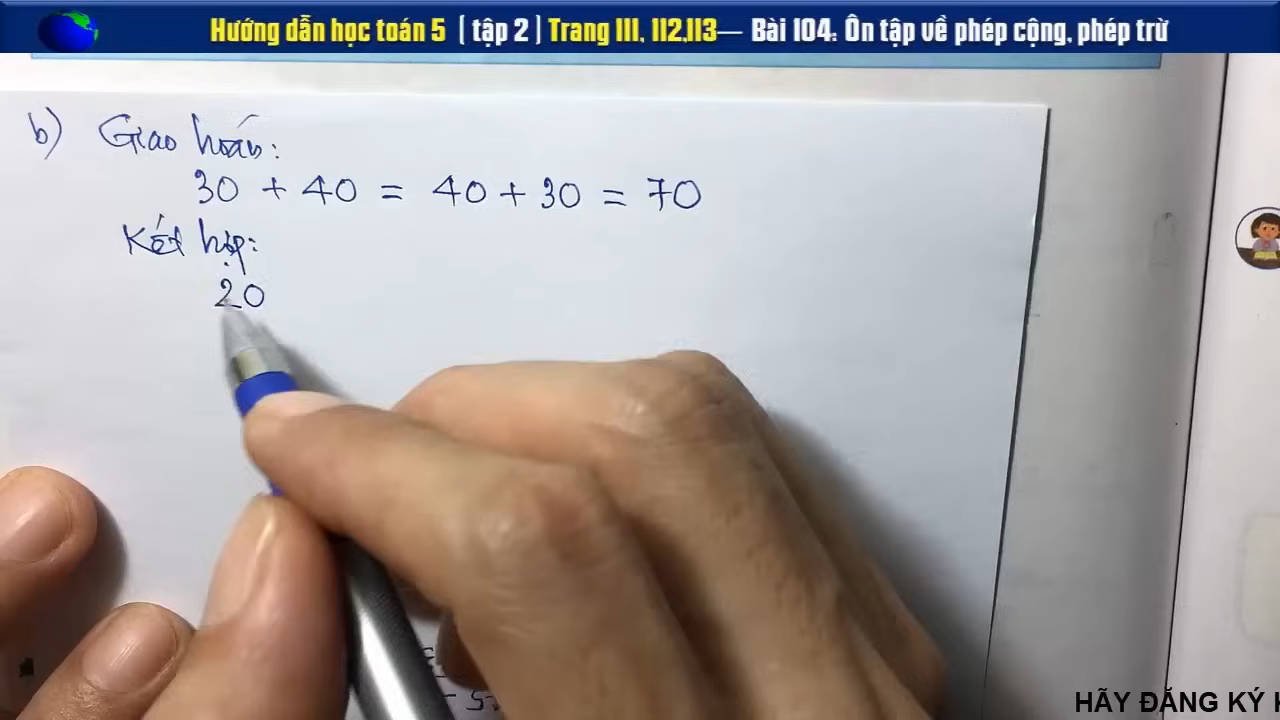 Hướng dẫn học toán 5 ( tập 2 ) Trang 111, 112,113— Bài 104: Ôn tập về phép cộng, phép trừ
b) Giao hoán:
30 + 40 = 40 + 30 = 70
Kết hợp:
20
HÃY ĐĂNG KÝ